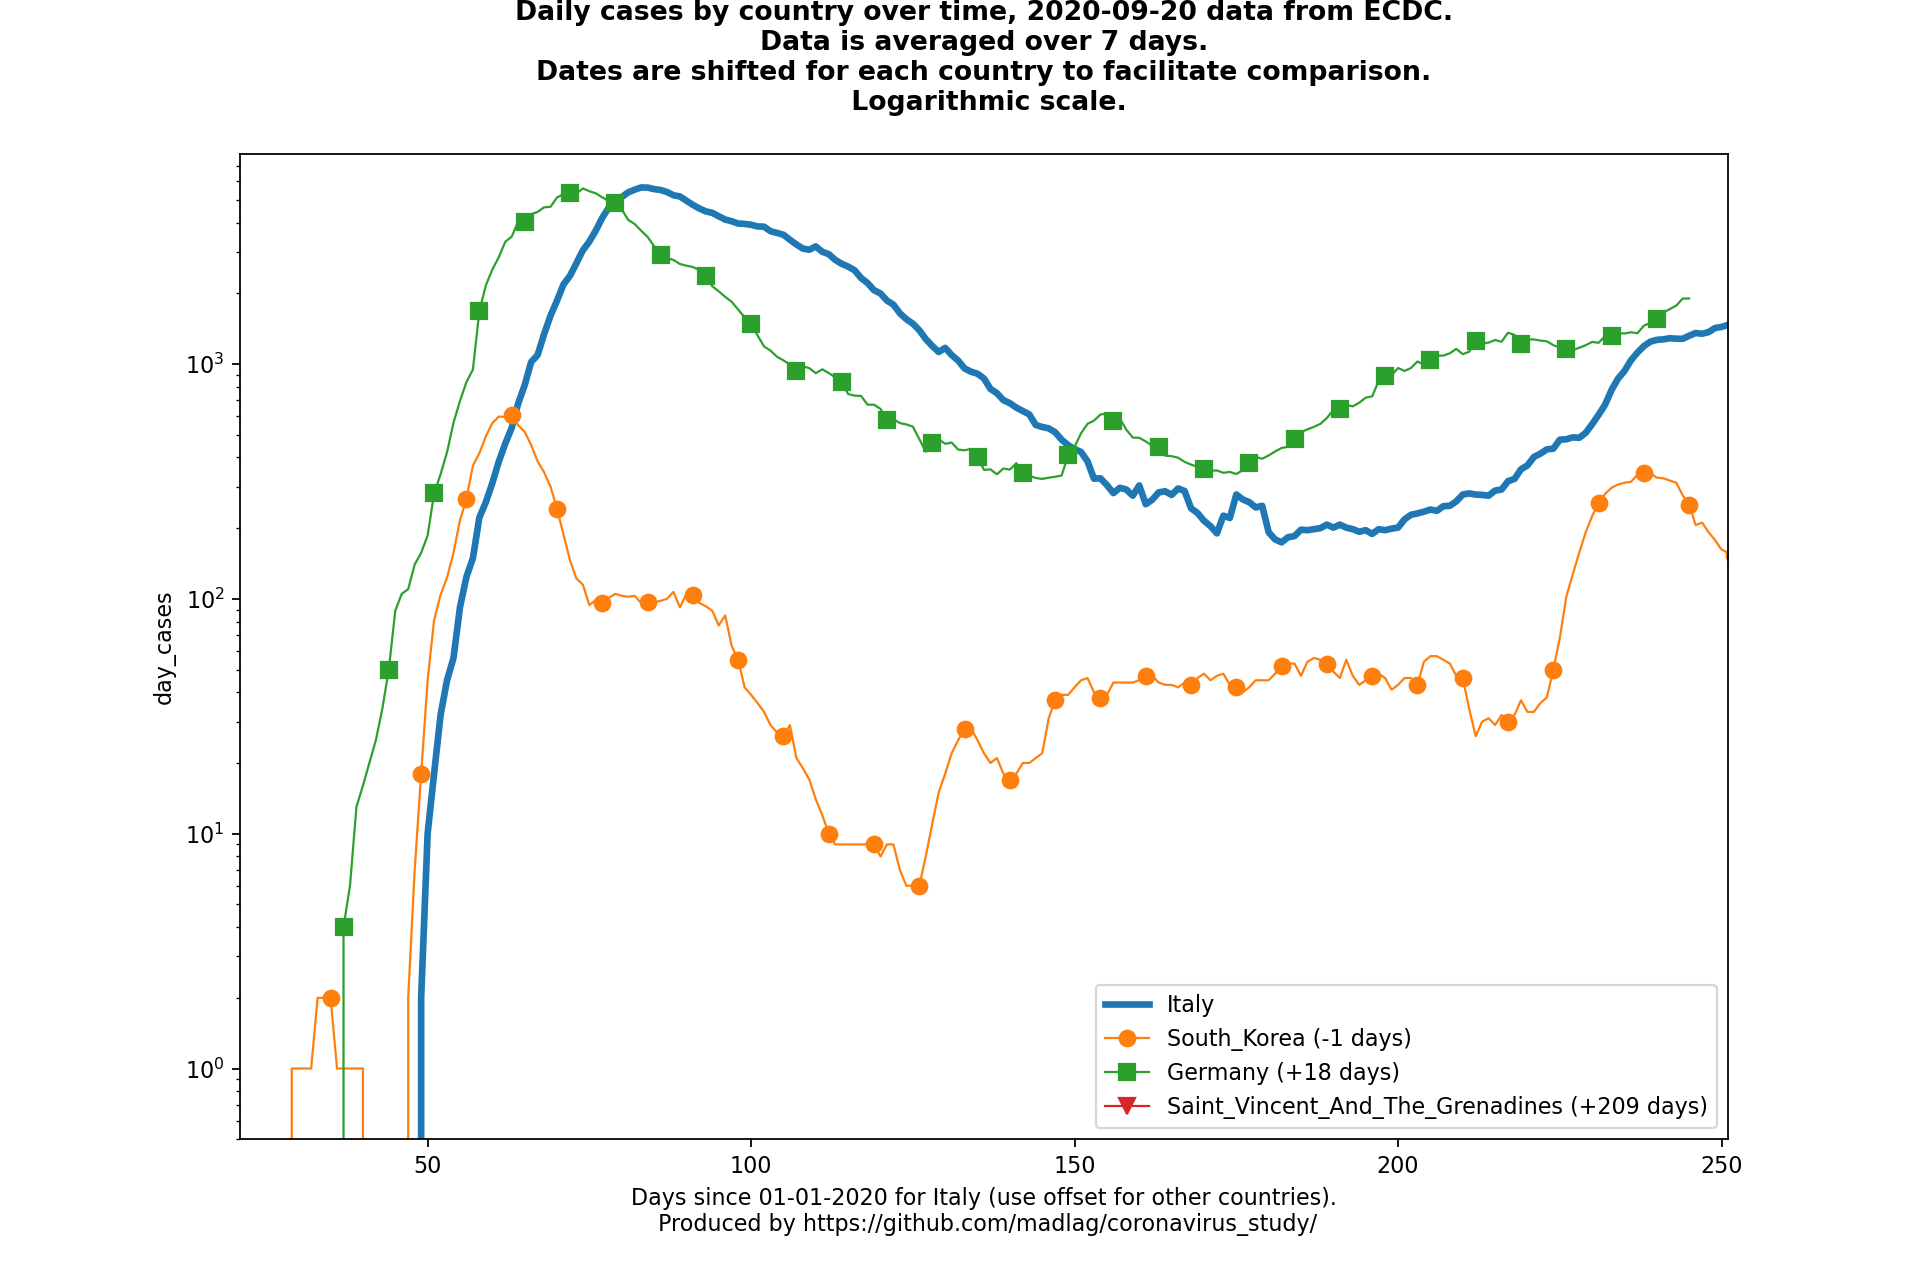 Daily cases by country over time, 2020-09-20 data from ECDC.
Data is averaged over 7 days.
Dates are shifted for each country to facilitate comparison.
Logarithmic scale.
day_cases
10³
10²
10¹
10⁰
Italy
South_Korea (-1 days)
Germany (+18 days)
Saint_Vincent_And_The_Grenadines (+209 days)
50
100
150
200
250
Days since 01-01-2020 for Italy (use offset for other countries).
Produced by https://github.com/madlag/coronavirus_study/